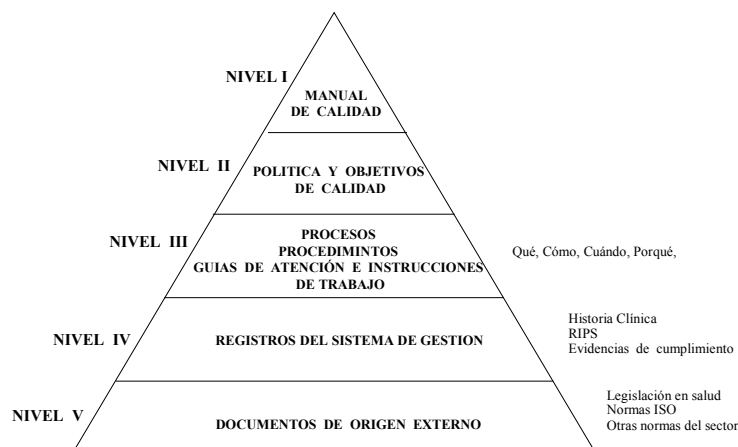 NIVEL I
MANUAL
DE CALIDAD
NIVEL II
POLITICA Y OBJETIVOS
DE CALIDAD
NIVEL III
PROCESOS
PROCEDIMINTOS
GUIAS DE ATENCIÓN E INSTRUCCIONES
DE TRABAJO
Qué, Cómo, Cuándo, Porqué,
NIVEL IV
REGISTROS DEL SISTEMA DE GESTION
Historia Clínica
RIPS
Evidencias de cumplimiento
NIVEL V
DOCUMENTOS DE ORIGEN EXTERNO
Legislación en salud
Normas ISO
Otras normas del sector